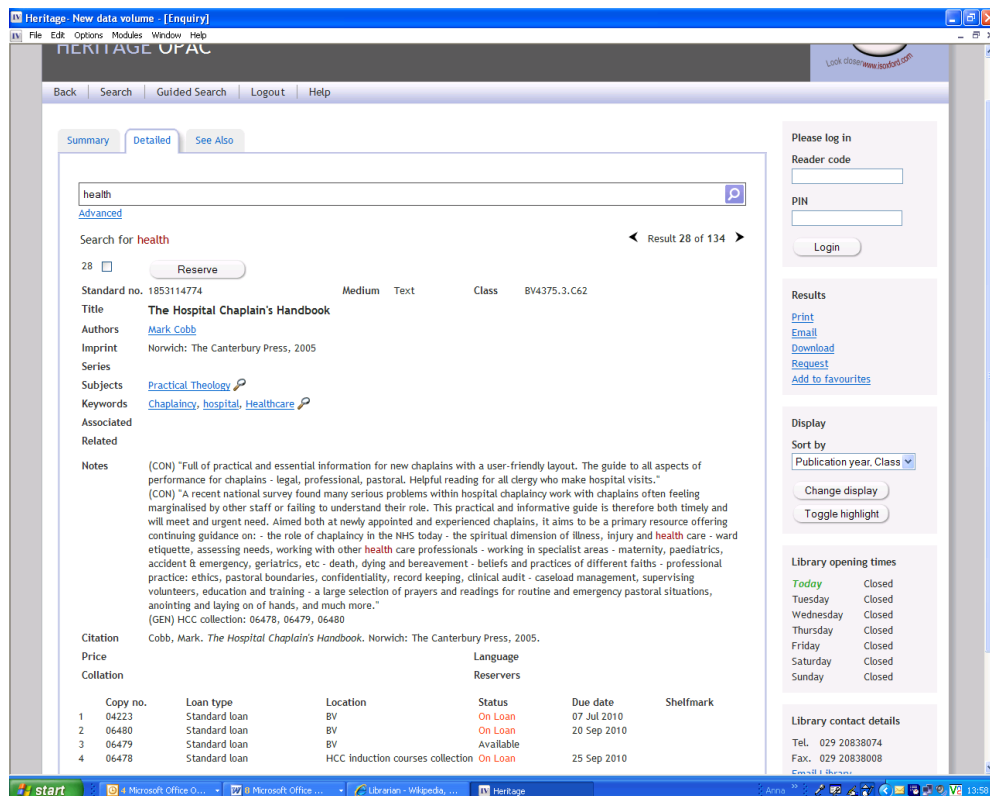 Heritage- New data volume - [Enquiry]
File Edit Options Modules Window Help
HERITAGE OPAC
Look closer www.isoxford.com
Back Search Guided Search Logout Help
Summary Detailed See Also
health
Advanced
Search for health
Result 28 of 134
28 Reserve
Standard no. 1853114774 Medium Text Class BV4375.3.C62
Title The Hospital Chaplain's Handbook
Authors Mark Cobb
Imprint Norwich: The Canterbury Press, 2005
Series
Subjects Practical Theology
Keywords Chaplaincy, hospital, Healthcare
Associated
Related
Notes (CON) "Full of practical and essential information for new chaplains with a user-friendly layout. The guide to all aspects of
performance for chaplains - legal, professional, pastoral. Helpful reading for all clergy who make hospital visits."
(CON) "A recent national survey found many serious problems within hospital chaplaincy work with chaplains often feeling
marginalised by other staff or failing to understand their role. This practical and informative guide is therefore both timely and
will meet and urgent need. Aimed both at newly appointed and experienced chaplains, it aims to be a primary resource offering
continuing guidance on: - the role of chaplaincy in the NHS today - the spiritual dimension of illness, injury and health care - ward
etiquette, assessing needs, working with other health care professionals - working in specialist areas - maternity, paediatrics,
accident & emergency, geriatrics, etc - death, dying and bereavement - beliefs and practices of different faiths - professional
practice: ethics, pastoral boundaries, confidentiality, record keeping, clinical audit - caseload management, supervising
volunteers, education and training - a large selection of prayers and readings for routine and emergency pastoral situations,
anointing and laying on of hands, and much more."
(GEN) HCC collection: 06478, 06479, 06480
Citation Cobb, Mark. The Hospital Chaplain's Handbook. Norwich: The Canterbury Press, 2005.
Price Language
Collation Reservers
Copy no. Loan type Location Status Due date Shelfmark
1 04223 Standard loan BV On Loan 07 Jul 2010
2 06480 Standard loan BV On Loan 20 Sep 2010
3 06479 Standard loan BV Available
4 06478 Standard loan HCC induction courses collection On Loan 25 Sep 2010
Please log in
Reader code
PIN
Login
Results
Print
Email
Download
Request
Add to favourites
Display
Sort by
Publication year, Class
Change display
Toggle highlight
Library opening times
Today Closed
Tuesday Closed
Wednesday Closed
Thursday Closed
Friday Closed
Saturday Closed
Sunday Closed
Library contact details
Tel. 029 20838074
Fax. 029 20838008
Email Library
start 4 Microsoft Office O... 8 Microsoft Office ... Librarian - Wikipedia, ... Heritage Anna 13:58